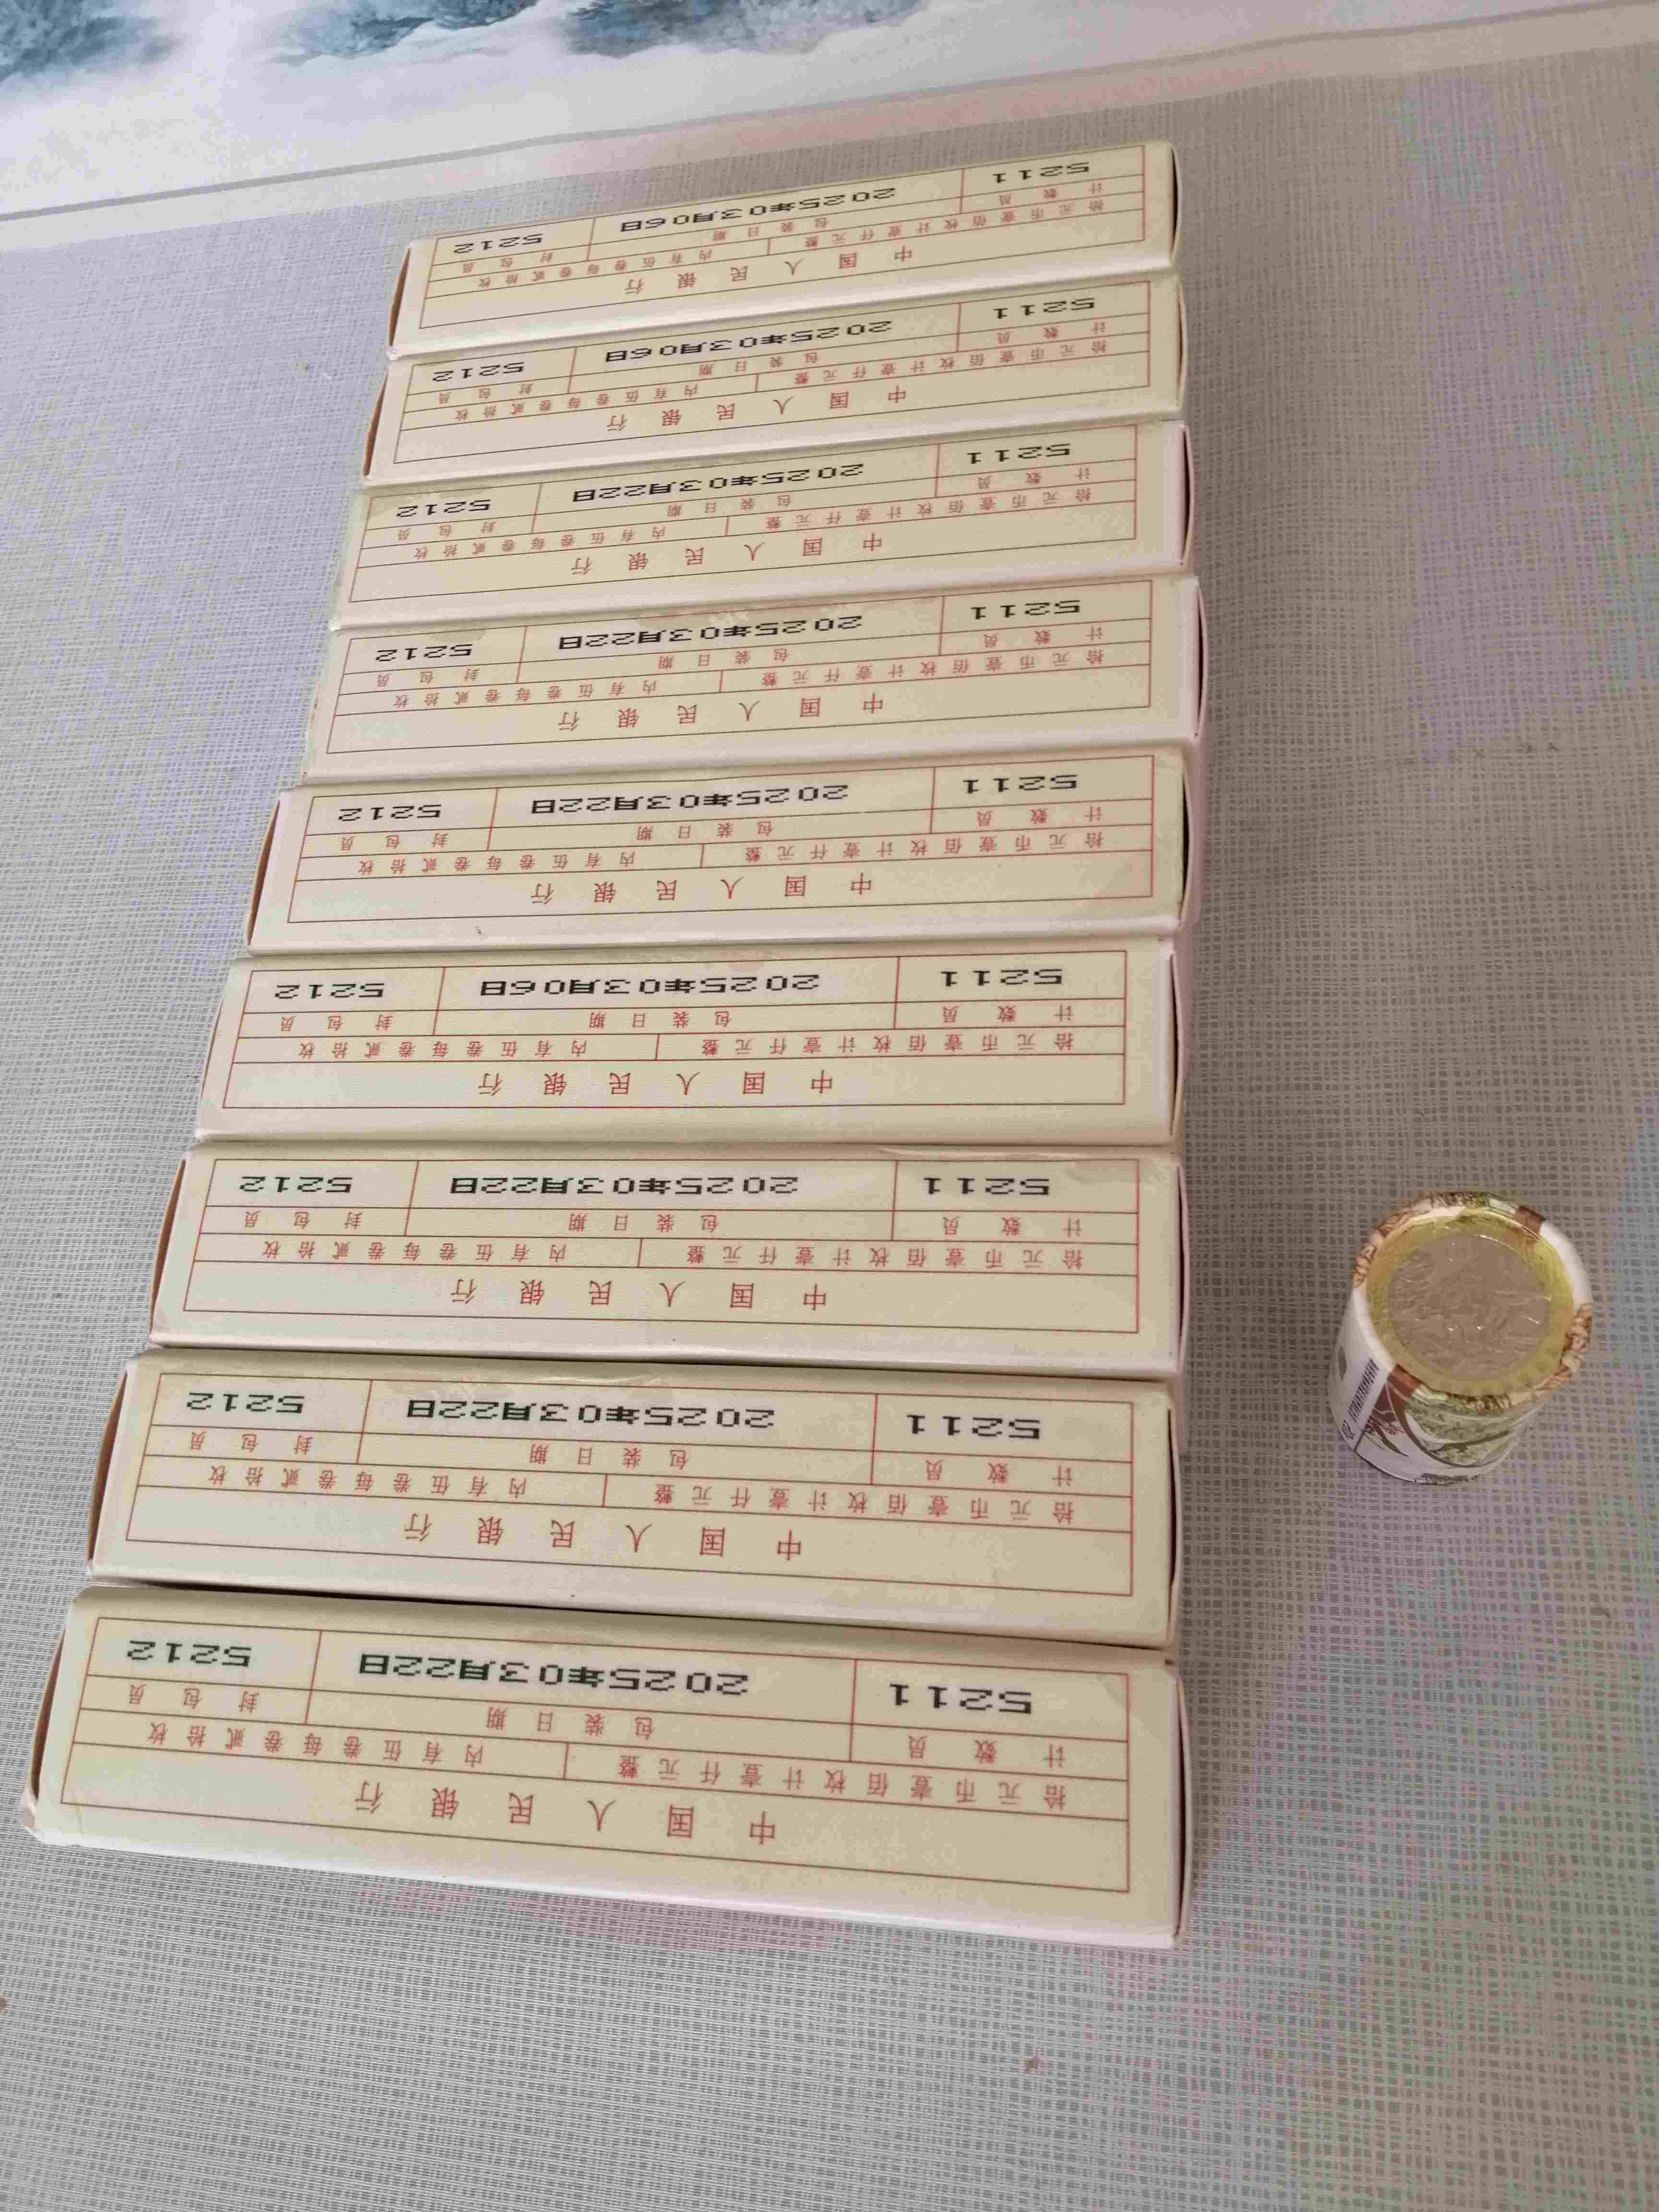 中国人民银行
拾元币壹佰枚计壹仟元整 内有伍卷每卷贰拾枚
计数员 包装日期 封包员
5211 2025年03月22日 5212
中国人民银行
拾元币壹佰枚计壹仟元整 内有伍卷每卷贰拾枚
计数员 包装日期 封包员
5211 2025年03月22日 5212
中国人民银行
拾元币壹佰枚计壹仟元整 内有伍卷每卷贰拾枚
计数员 包装日期 封包员
5211 2025年03月22日 5212
中国人民银行
拾元币壹佰枚计壹仟元整 内有伍卷每卷贰拾枚
计数员 包装日期 封包员
5211 2025年03月06日 5212
中国人民银行
拾元币壹佰枚计壹仟元整 内有伍卷每卷贰拾枚
计数员 包装日期 封包员
5211 2025年03月22日 5212
中国人民银行
拾元币壹佰枚计壹仟元整 内有伍卷每卷贰拾枚
计数员 包装日期 封包员
5211 2025年03月22日 5212
中国人民银行
拾元币壹佰枚计壹仟元整 内有伍卷每卷贰拾枚
计数员 包装日期 封包员
5211 2025年03月22日 5212
中国人民银行
拾元币壹佰枚计壹仟元整 内有伍卷每卷贰拾枚
计数员 包装日期 封包员
5211 2025年03月06日 5212
中国人民银行
拾元币壹佰枚计壹仟元整 内有伍卷每卷贰拾枚
计数员 包装日期 封包员
5211 2025年03月06日 5212